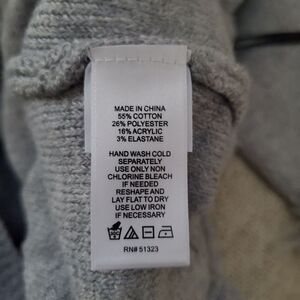 MADE IN CHINA
55% COTTON
26% POLYESTER
16% ACRYLIC
3% ELASTANE
HAND WASH COLD
SEPARATELY
USE ONLY NON
CHLORINE BLEACH
IF NEEDED
RESHAPE AND
LAY FLAT TO DRY
USE LOW IRON
IF NECESSARY
RN# 51323